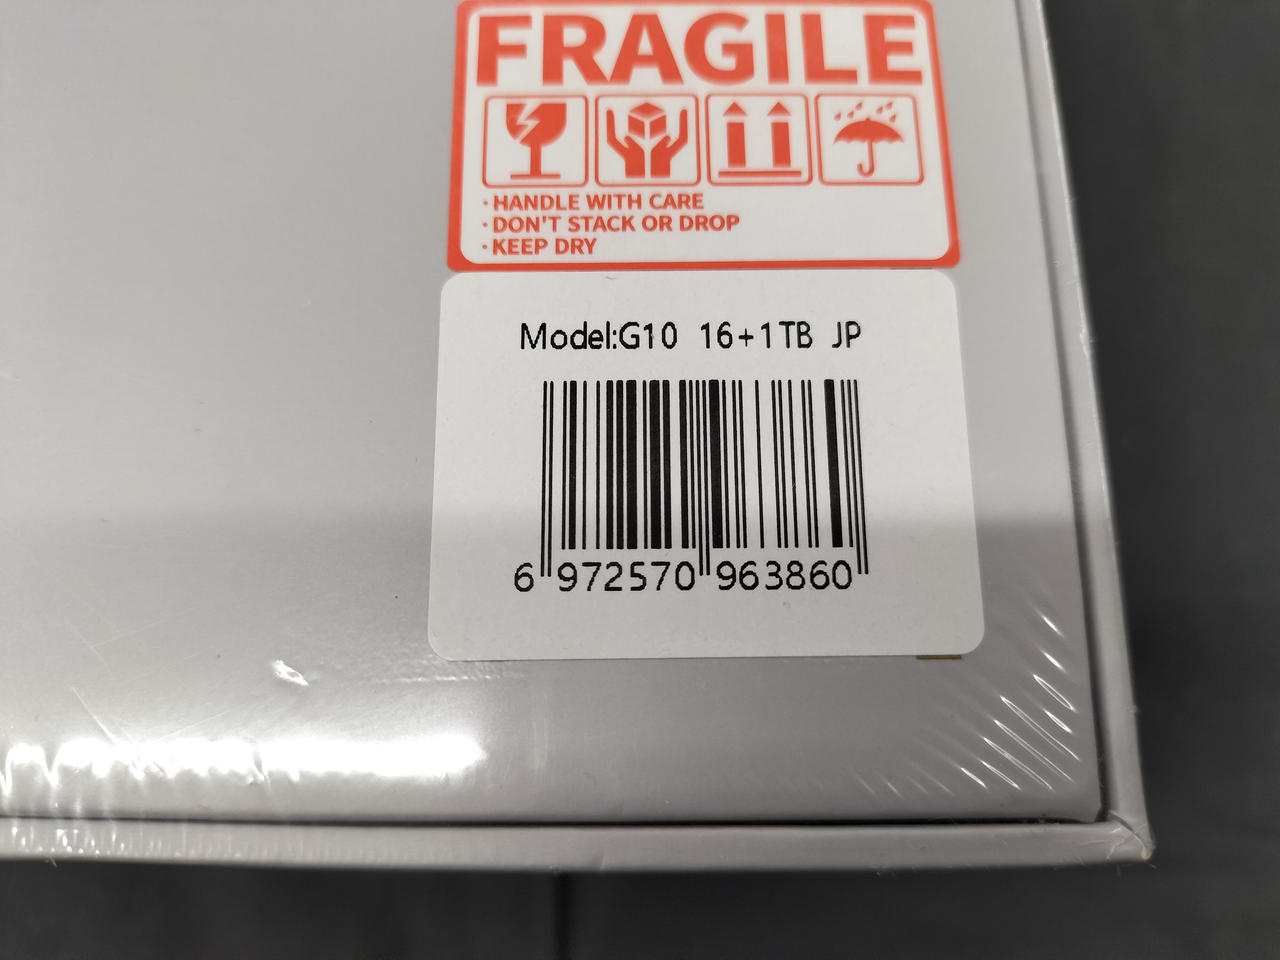 FRAGILE
·HANDLE WITH CARE
·DON'T STACK OR DROP
·KEEP DRY
Model:G10 16+1TB JP
6 972570 963860